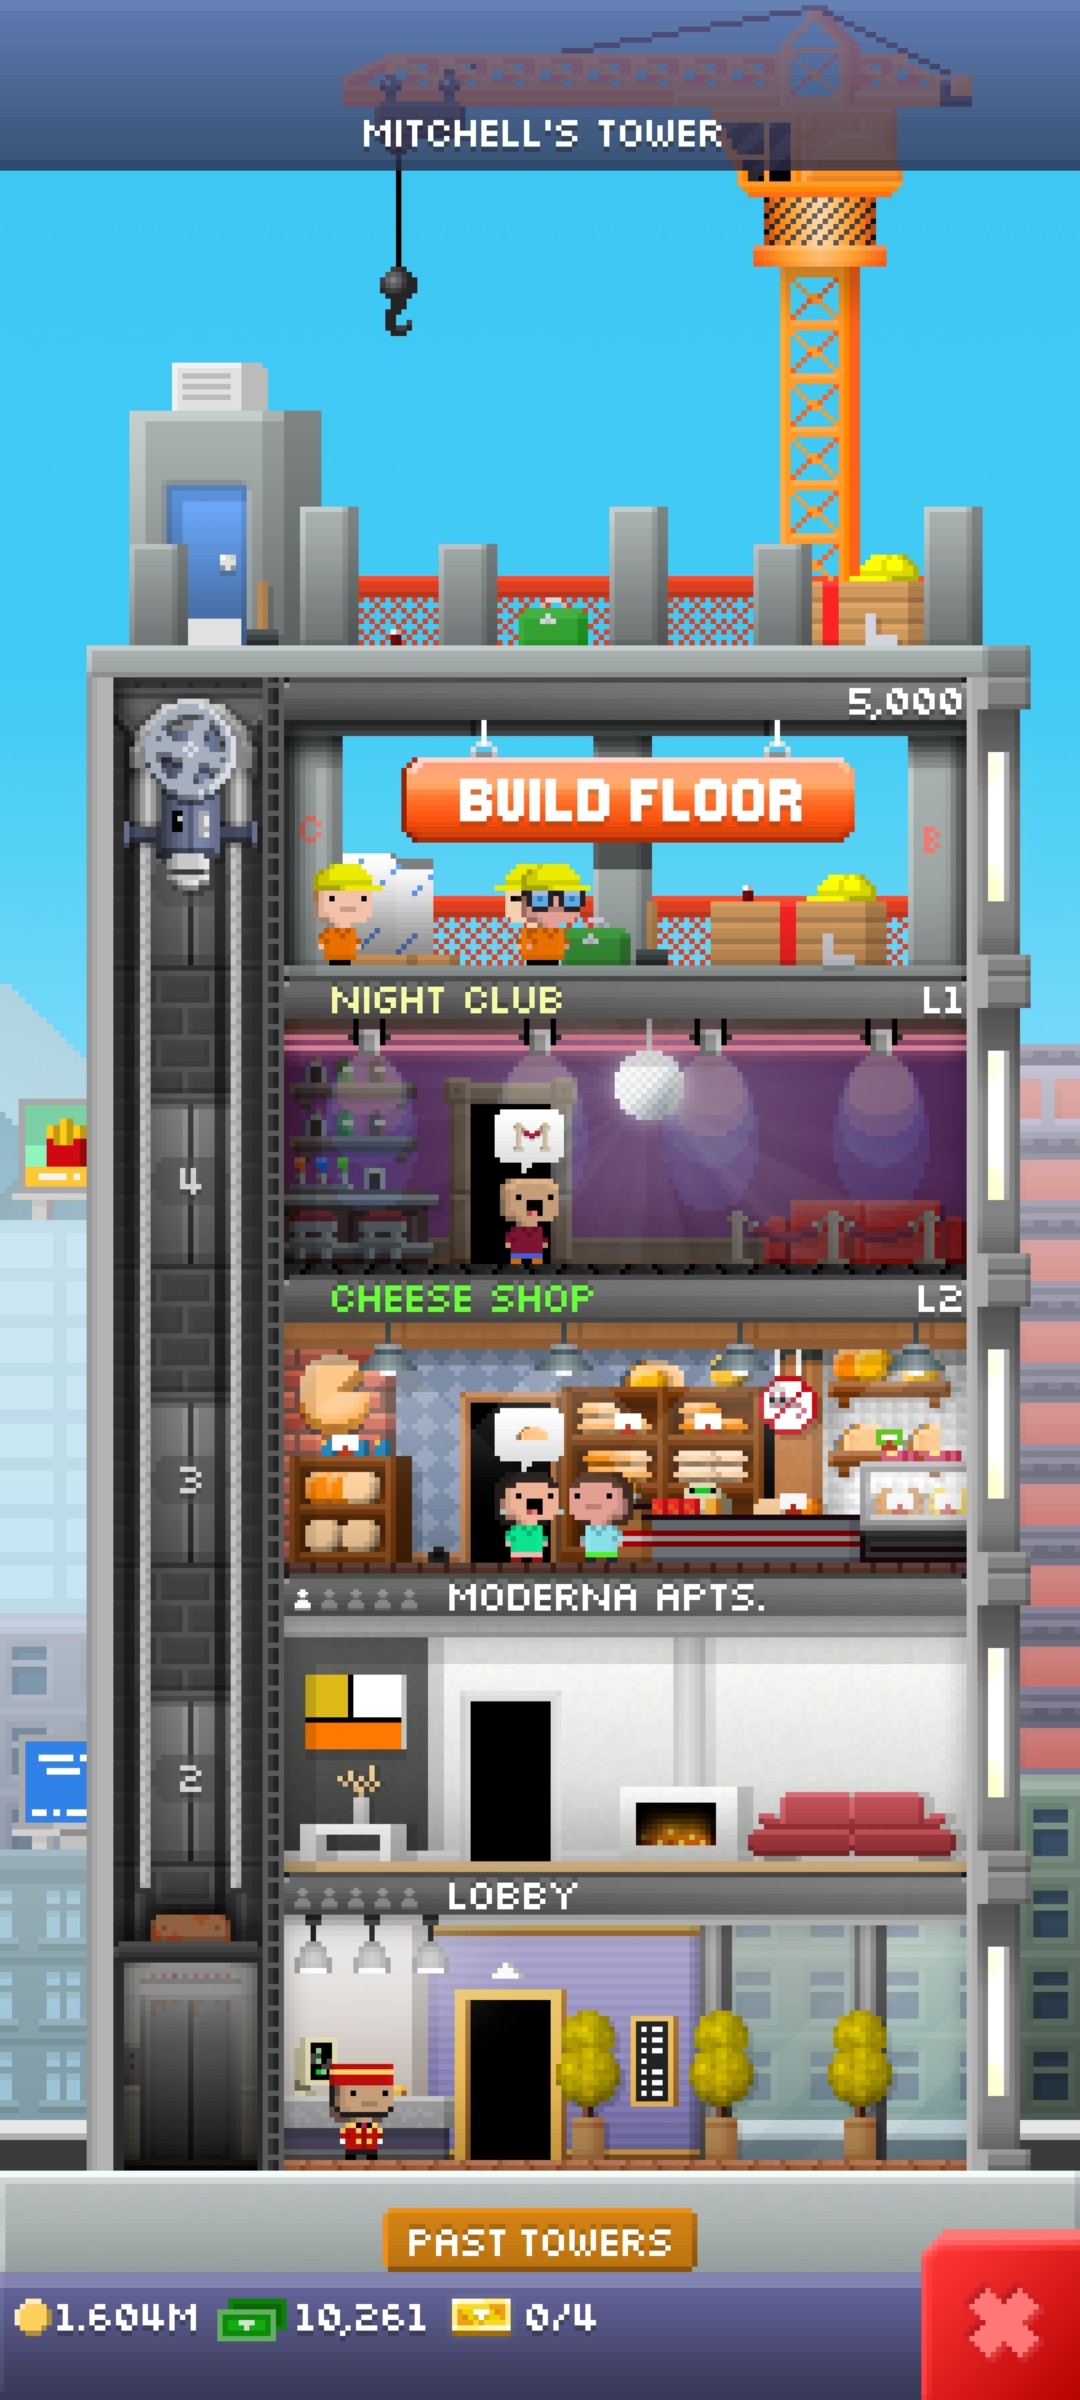 MITCHELL'S TOWER
5,000
BUILD FLOOR
C
B
NIGHT CLUB
L1
4
CHEESE SHOP
L2
3
MODERNA APTS.
2
LOBBY
PAST TOWERS
1.604M
10,261
0/4